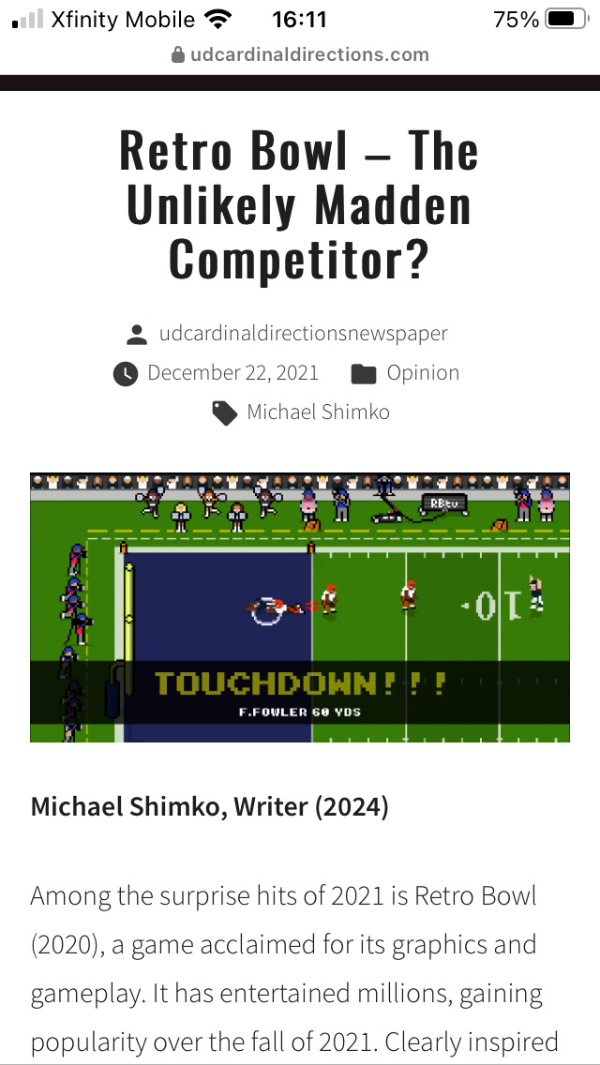 Xfinity Mobile 16:11 75%
udcardinaldirections.com
Retro Bowl – The
Unlikely Madden
Competitor?
udcardinaldirectionsnewspaper
December 22, 2021 Opinion
Michael Shimko
RBtv
10
TOUCHDOWN!!!
F.FOWLER 60 YDS
Michael Shimko, Writer (2024)
Among the surprise hits of 2021 is Retro Bowl
(2020), a game acclaimed for its graphics and
gameplay. It has entertained millions, gaining
popularity over the fall of 2021. Clearly inspired